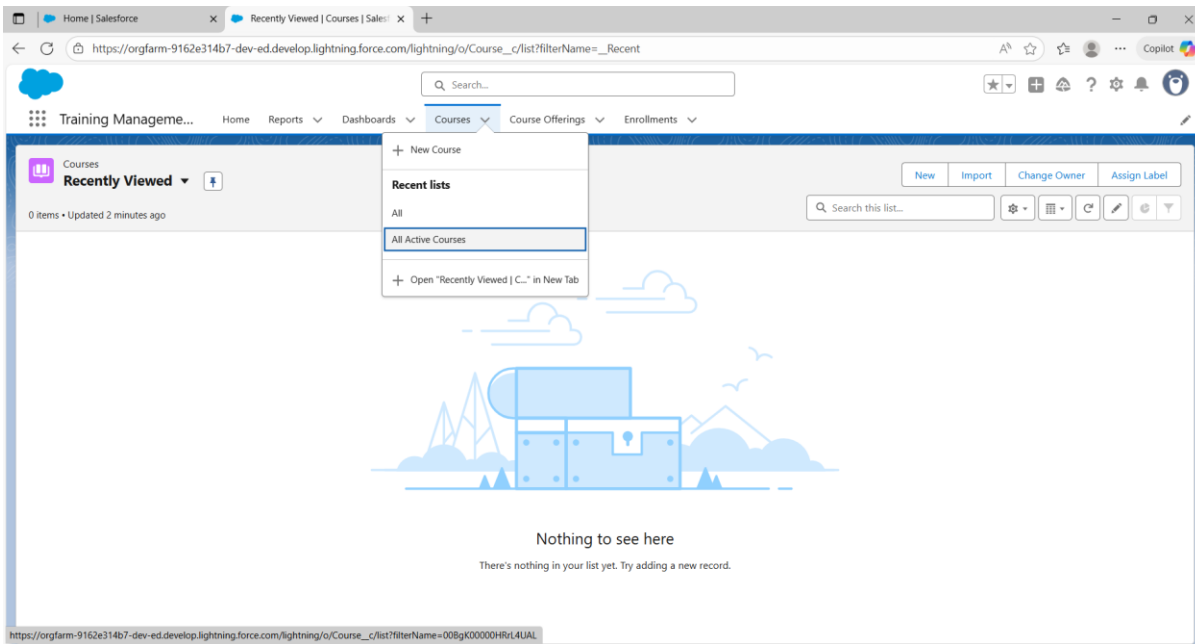 Home | Salesforce
Recently Viewed | Courses | Sales
https://orgfarm-9162e314b7-dev-ed.develop.lightning.force.com/lightning/o/Course__c/list?filterName=__Recent
Copilot
Search...
Training Manageme...
Home
Reports
Dashboards
Courses
Course Offerings
Enrollments
New Course
Recent lists
All
All Active Courses
Open "Recently Viewed | C..." in New Tab
Courses
Recently Viewed
New
Import
Change Owner
Assign Label
0 items • Updated 2 minutes ago
Search this list...
Nothing to see here
There's nothing in your list yet. Try adding a new record.
https://orgfarm-9162e314b7-dev-ed.develop.lightning.force.com/lightning/o/Course__c/list?filterName=00BgK00000HRrL4UAL